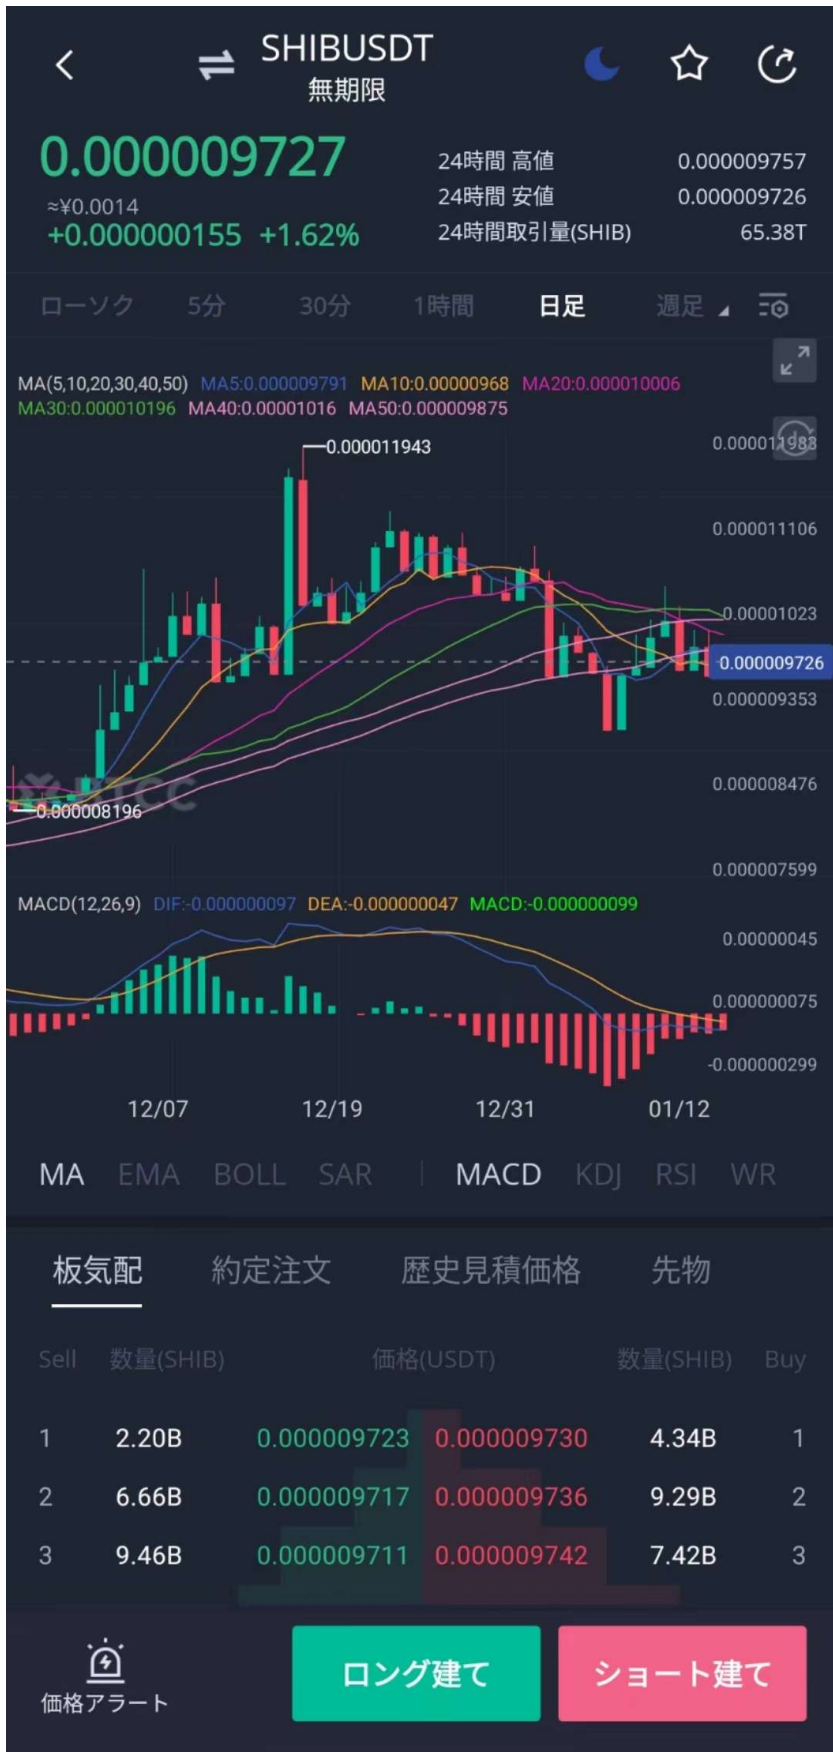 SHIBUSDT
無期限
0.000009727
≈¥0.0014
+0.000000155 +1.62%
24時間 高値 0.000009757
24時間 安値 0.000009726
24時間取引量(SHIB) 65.38T
ローソク 5分 30分 1時間 日足 週足
MA(5,10,20,30,40,50) MA5:0.000009791 MA10:0.00000968 MA20:0.000010006
MA30:0.000010196 MA40:0.00001016 MA50:0.000009875
0.000011943
0.000011983
0.000011106
0.00001023
0.000009726
0.000009353
BTCC
0.000008476
0.000008196
0.000007599
MACD(12,26,9) DIF:-0.000000097 DEA:-0.000000047 MACD:-0.000000099
0.00000045
0.000000075
-0.000000299
12/07 12/19 12/31 01/12
MA EMA BOLL SAR MACD KDJ RSI WR
板気配 約定注文 歴史見積価格 先物
Sell 数量(SHIB) 価格(USDT) 数量(SHIB) Buy
1 2.20B 0.000009723 0.000009730 4.34B 1
2 6.66B 0.000009717 0.000009736 9.29B 2
3 9.46B 0.000009711 0.000009742 7.42B 3
価格アラート
ロング建て
ショート建て